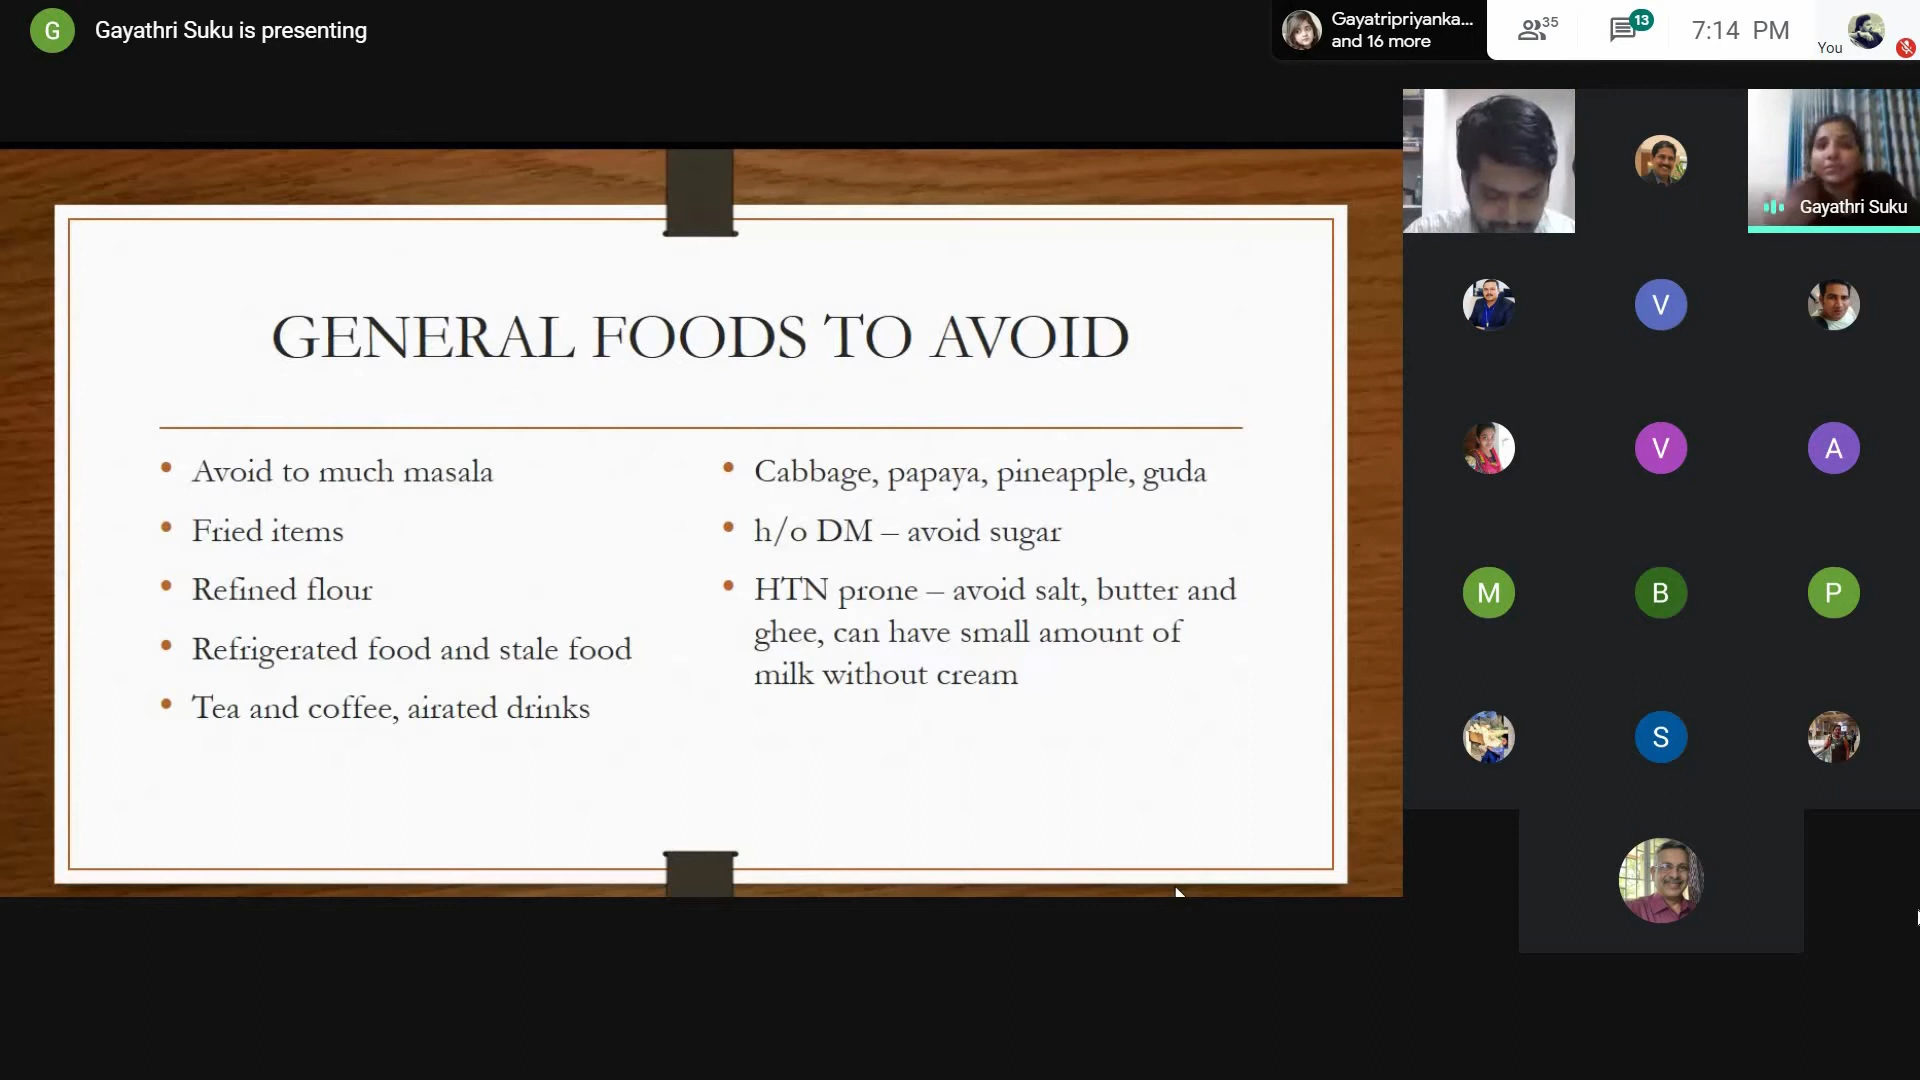 G
Gayathri Suku is presenting
Gayatripriyanka...
and 16 more
35
13
7:14 PM
You
Gayathri Suku
GENERAL FOODS TO AVOID
• Avoid to much masala
• Fried items
• Refined flour
• Refrigerated food and stale food
• Tea and coffee, airated drinks
• Cabbage, papaya, pineapple, guda
• h/o DM – avoid sugar
• HTN prone – avoid salt, butter and
ghee, can have small amount of
milk without cream
V
V
A
M
B
P
S